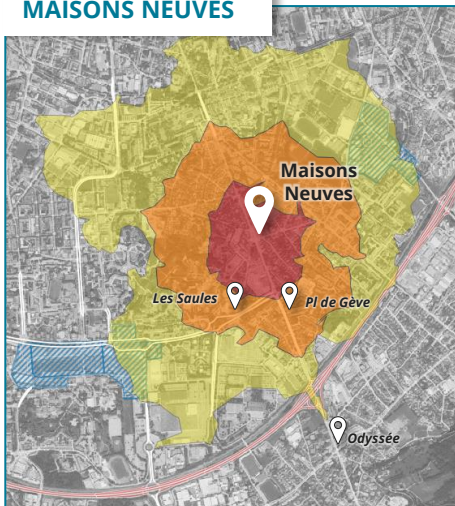 MAISONS NEUVES
Maisons
Neuves
Les Saules
Pl de Gève
Odyssée